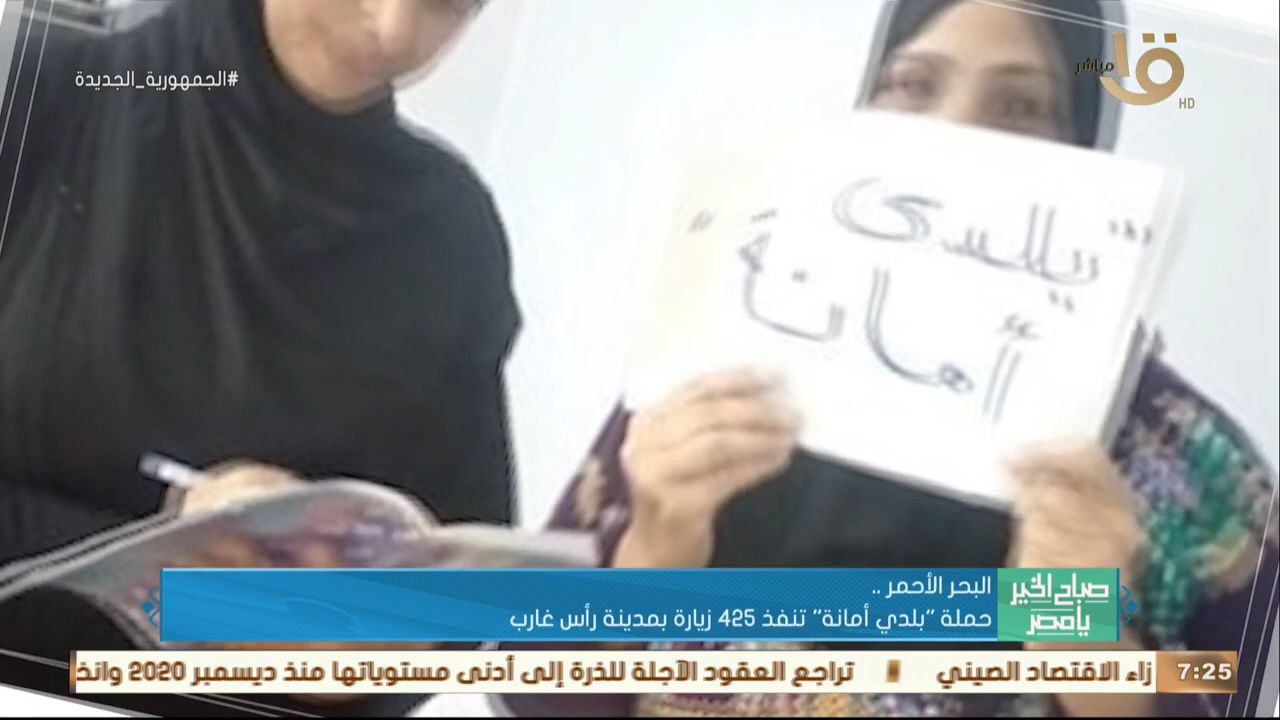 #الجمهورية_الجديدة
مباشر
HD
"بلدى
أمانة"
صباح الخير
يا مصر
البحر الأحمر ..
حملة "بلدي أمانة" تنفذ 425 زيارة بمدينة رأس غارب
7:25
زاء الاقتصاد الصيني
تراجع العقود الآجلة للذرة إلى أدنى مستوياتها منذ ديسمبر 2020 وانخ